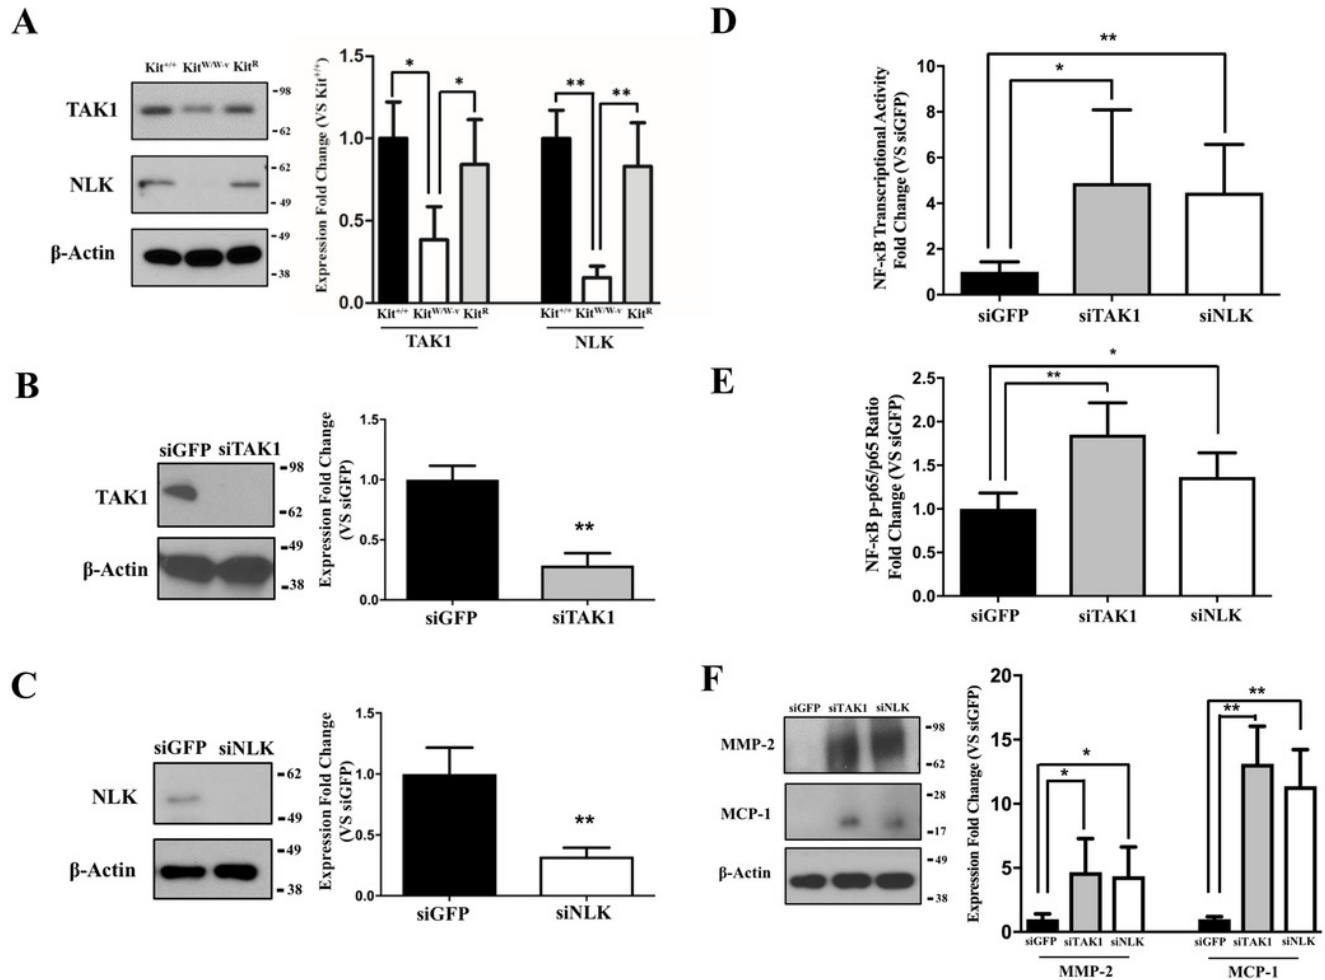 A
Kit+/+ KitW/W-v KitR
TAK1
-98
-62
NLK
-62
-49
β-Actin
-49
-38
Expression Fold Change (VS Kit+/+)
1.5
1.0
0.5
0.0
* * ** **
Kit+/+ KitW/W-v KitR Kit+/+ KitW/W-v KitR
TAK1 NLK
B
siGFP siTAK1
TAK1
-98
-62
β-Actin
-49
-38
Expression Fold Change
(VS siGFP)
1.5
1.0
0.5
0.0
**
siGFP siTAK1
C
siGFP siNLK
NLK
-62
-49
β-Actin
-49
-38
Expression Fold Change
(VS siGFP)
1.5
1.0
0.5
0.0
**
siGFP siNLK
D
NF-κB Transcriptional Activity
Fold Change (VS siGFP)
10
8
6
4
2
0
**
*
siGFP siTAK1 siNLK
E
NF-κB p-p65/p65 Ratio
Fold Change (VS siGFP)
2.5
2.0
1.5
1.0
0.5
0.0
*
**
siGFP siTAK1 siNLK
F
siGFP siTAK1 siNLK
MMP-2
-98
-62
MCP-1
-28
-17
β-Actin
-49
-38
Expression Fold Change (VS siGFP)
20
15
10
5
0
* * ** **
siGFP siTAK1 siNLK siGFP siTAK1 siNLK
MMP-2 MCP-1